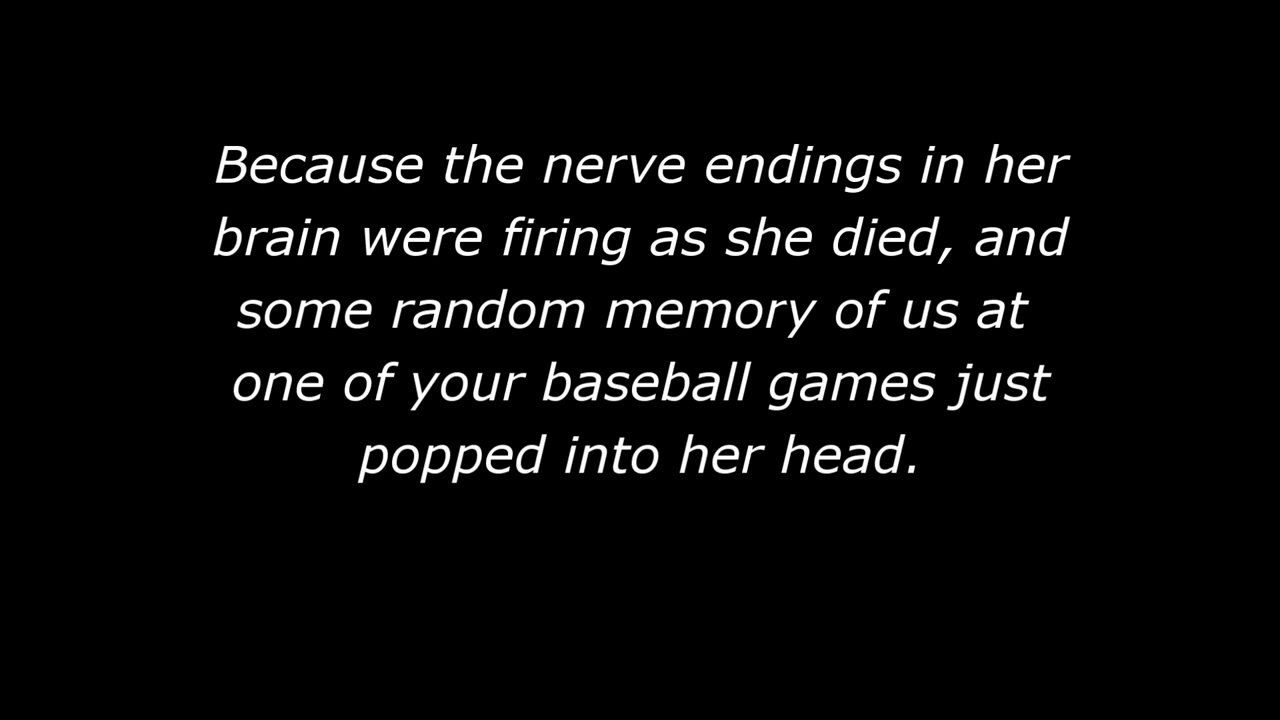 Because the nerve endings in her
brain were firing as she died, and
some random memory of us at
one of your baseball games just
popped into her head.